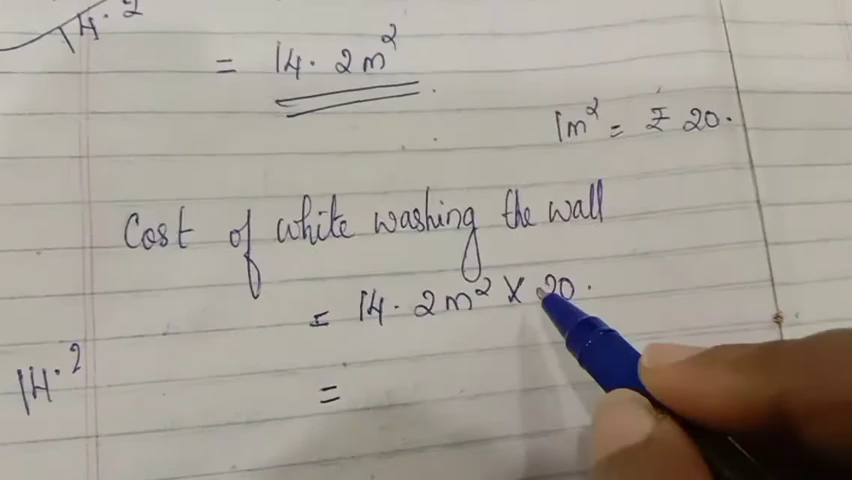 14.2
= 14.2m²
1m² = ₹ 20.
Cost of white washing the wall
= 14.2m² × 20.
14.2
=